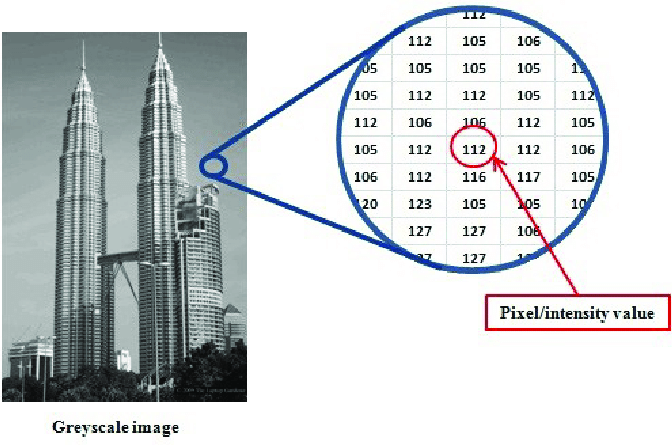 112
112 105 106
105 105 105
105 112 112 105 112
112 106 106 112 105
105 112 112 112 106
106 112 116 117 105
120 123 105 105
127 127 106
127
Pixel/intensity value
Greyscale image